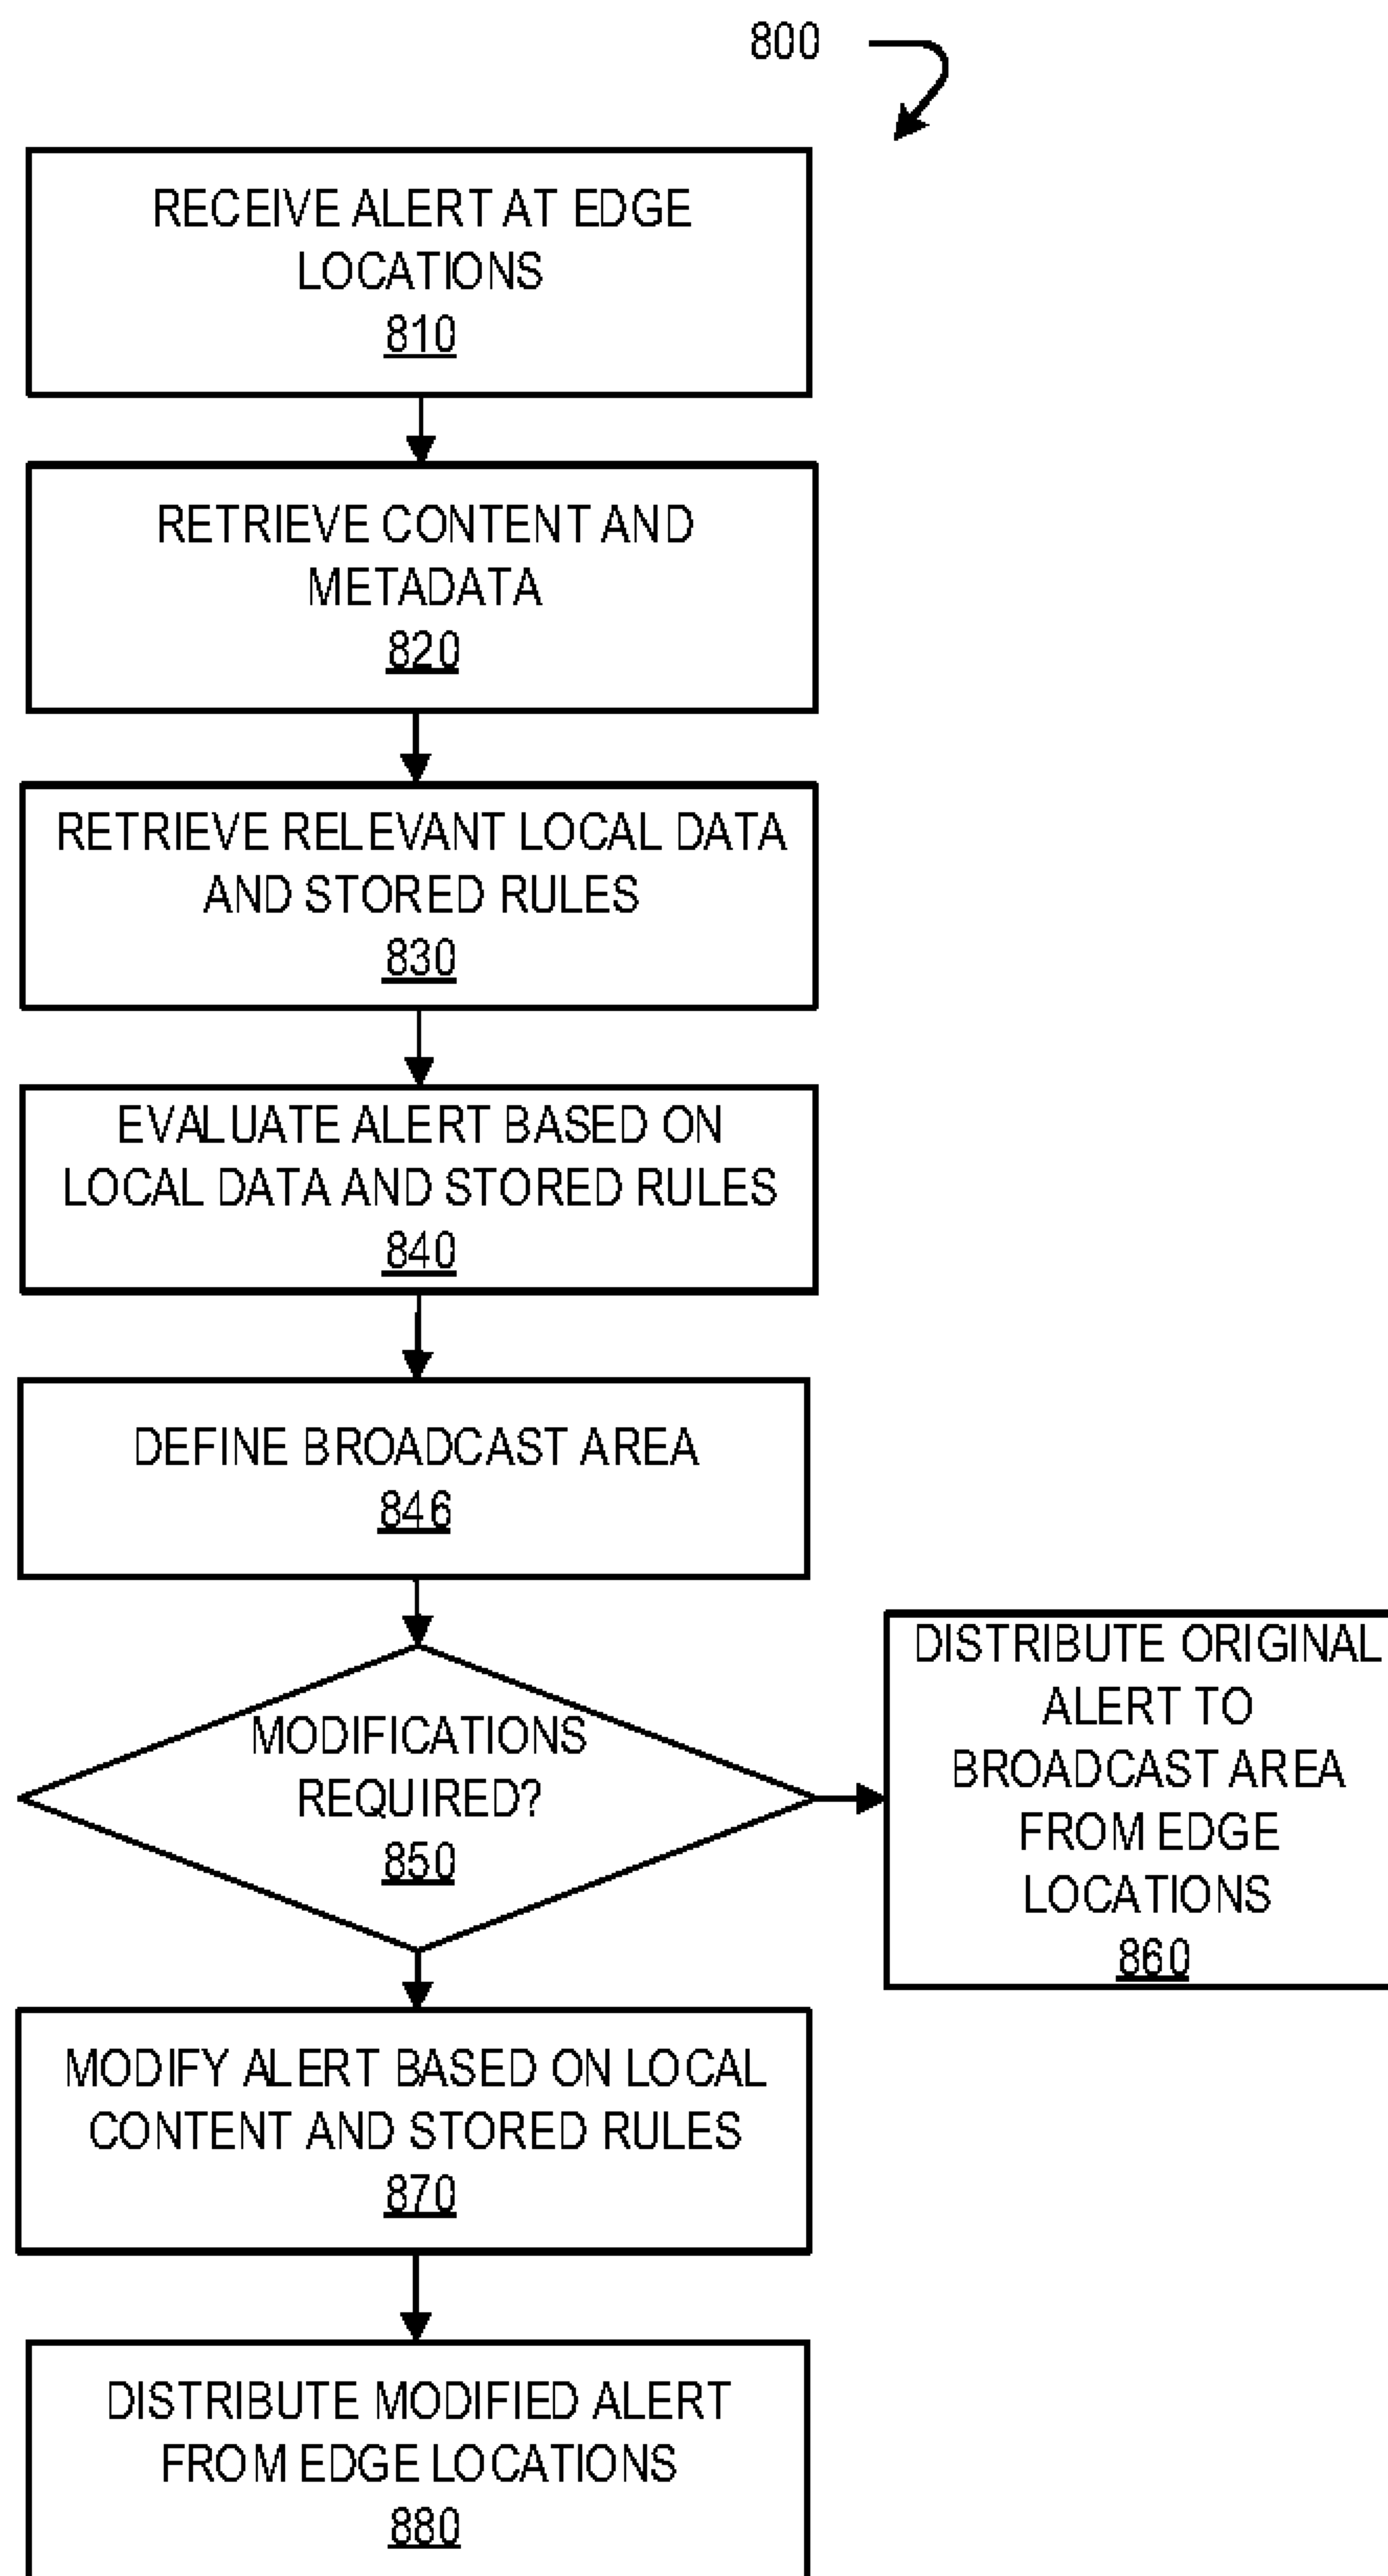 800
RECEIVE ALERT AT EDGE
LOCATIONS
810
RETRIEVE CONTENT AND
METADATA
820
RETRIEVE RELEVANT LOCAL DATA
AND STORED RULES
830
EVALUATE ALERT BASED ON
LOCAL DATA AND STORED RULES
840
DEFINE BROADCAST AREA
846
MODIFICATIONS
REQUIRED?
850
DISTRIBUTE ORIGINAL
ALERT TO
BROADCAST AREA
FROM EDGE
LOCATIONS
860
MODIFY ALERT BASED ON LOCAL
CONTENT AND STORED RULES
870
DISTRIBUTE MODIFIED ALERT
FROM EDGE LOCATIONS
880